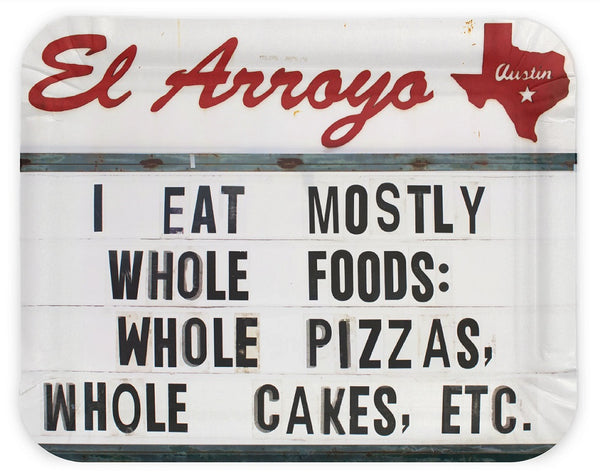 El Arroyo
Austin
I EAT MOSTLY
WHOLE FOODS:
WHOLE PIZZAS,
WHOLE CAKES, ETC.